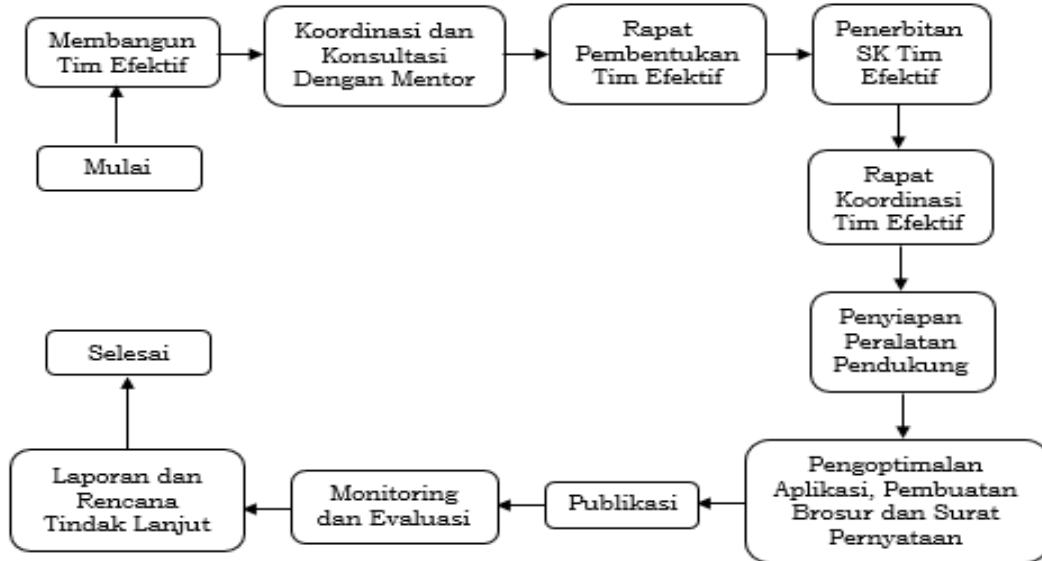 Mulai
Membangun
Tim Efektif
Koordinasi dan
Konsultasi
Dengan Mentor
Rapat
Pembentukan
Tim Efektif
Penerbitan
SK Tim
Efektif
Rapat
Koordinasi
Tim Efektif
Penyiapan
Peralatan
Pendukung
Pengoptimalan
Aplikasi, Pembuatan
Brosur dan Surat
Pernyataan
Publikasi
Monitoring
dan Evaluasi
Laporan dan
Rencana
Tindak Lanjut
Selesai